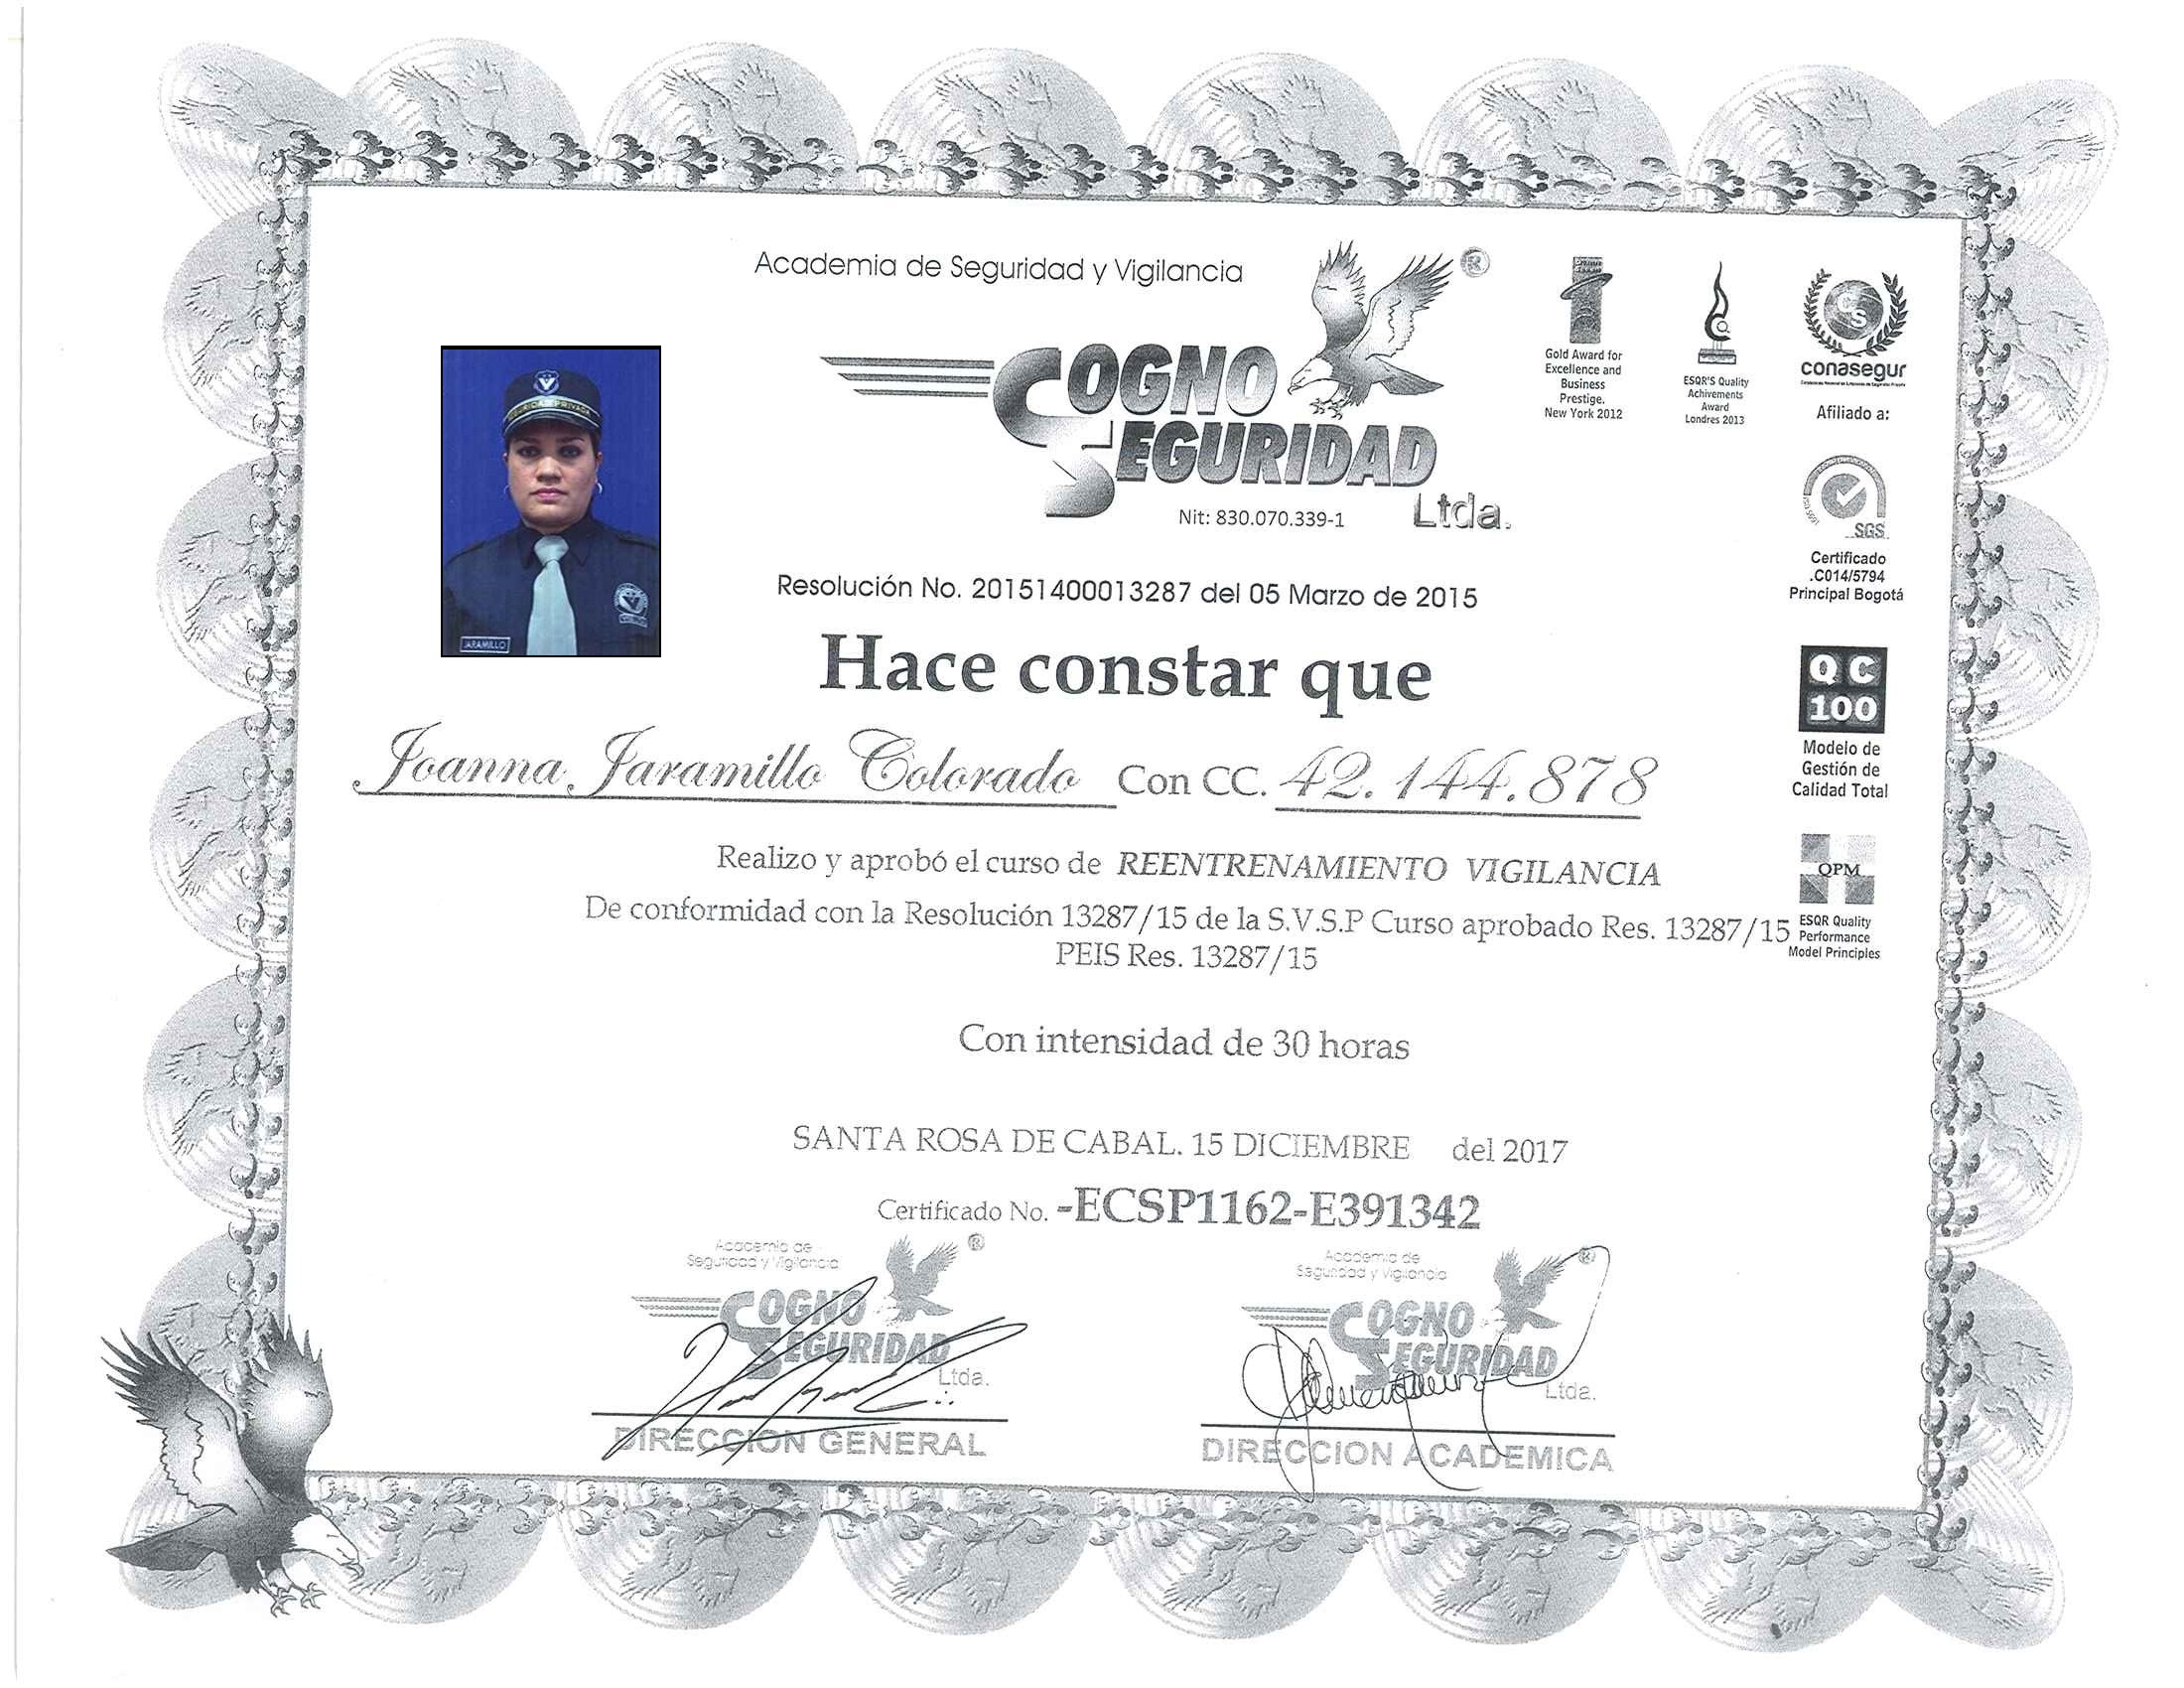 Academia de Seguridad y Vigilancia
®
COGNO
SEGURIDAD
Ltda.
Nit: 830.070.339-1
Gold Award for
Excellence and
Business
Prestige.
New York 2012
ESQR'S Quality
Achivements
Award
Londres 2013
CS
conasegur
Afiliado a:
SGS
Certificado
.C014/5794
Principal Bogotá
SEGURIDAD PRIVADA
JARAMILLO
Resolución No. 20151400013287 del 05 Marzo de 2015
Hace constar que
QC
100
Modelo de
Gestión de
Calidad Total
Joanna Jaramillo Colorado Con CC. 42.144.878
Realizo y aprobó el curso de REENTRENAMIENTO VIGILANCIA
De conformidad con la Resolución 13287/15 de la S.V.S.P Curso aprobado Res. 13287/15
PEIS Res. 13287/15
QPM
ESQR Quality
Performance
Model Principles
Con intensidad de 30 horas
SANTA ROSA DE CABAL. 15 DICIEMBRE del 2017
Certificado No. -ECSP1162-E391342
Academia de
Seguridad y Vigilancia
®
COGNO
SEGURIDAD
Ltda.
DIRECCION GENERAL
Academia de
Seguridad y Vigilancia
®
COGNO
SEGURIDAD
Ltda.
DIRECCION ACADEMICA